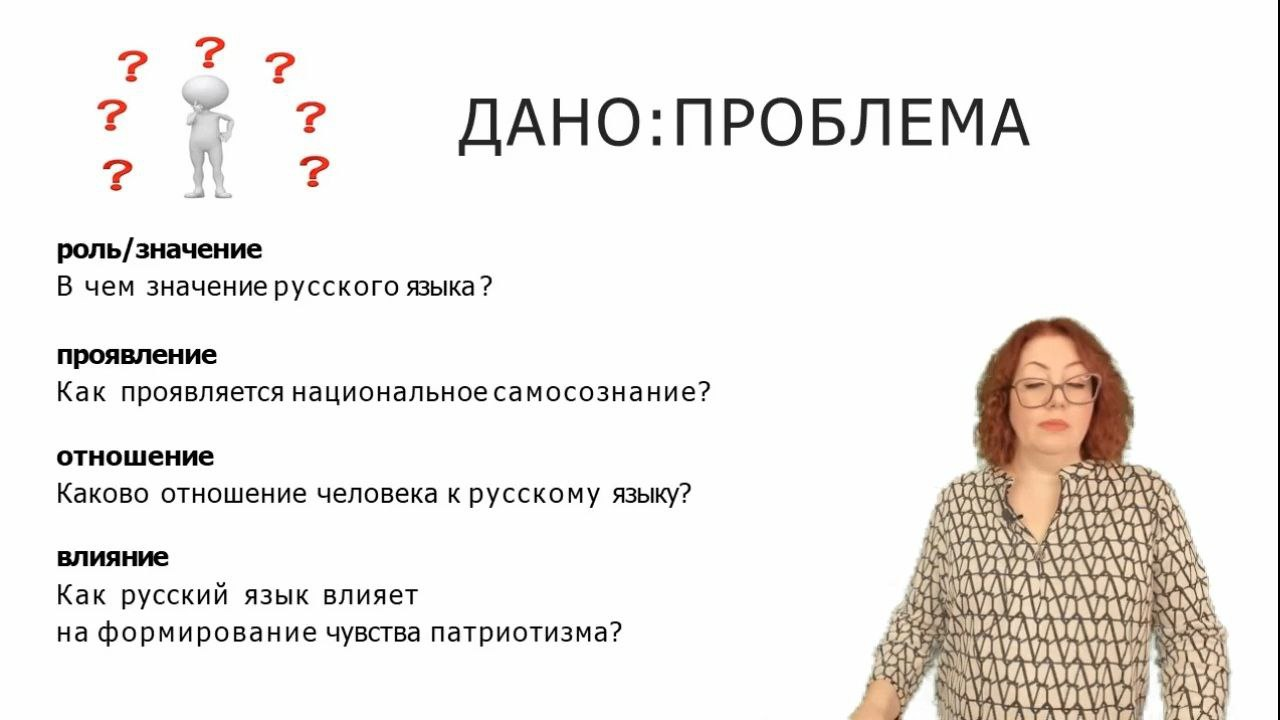 ? ? ? ? ? ? ?
ДАНО:ПРОБЛЕМА
роль/значение
В чем значение русского языка?
проявление
Как проявляется национальное самосознание?
отношение
Каково отношение человека к русскому языку?
влияние
Как русский язык влияет
на формирование чувства патриотизма?